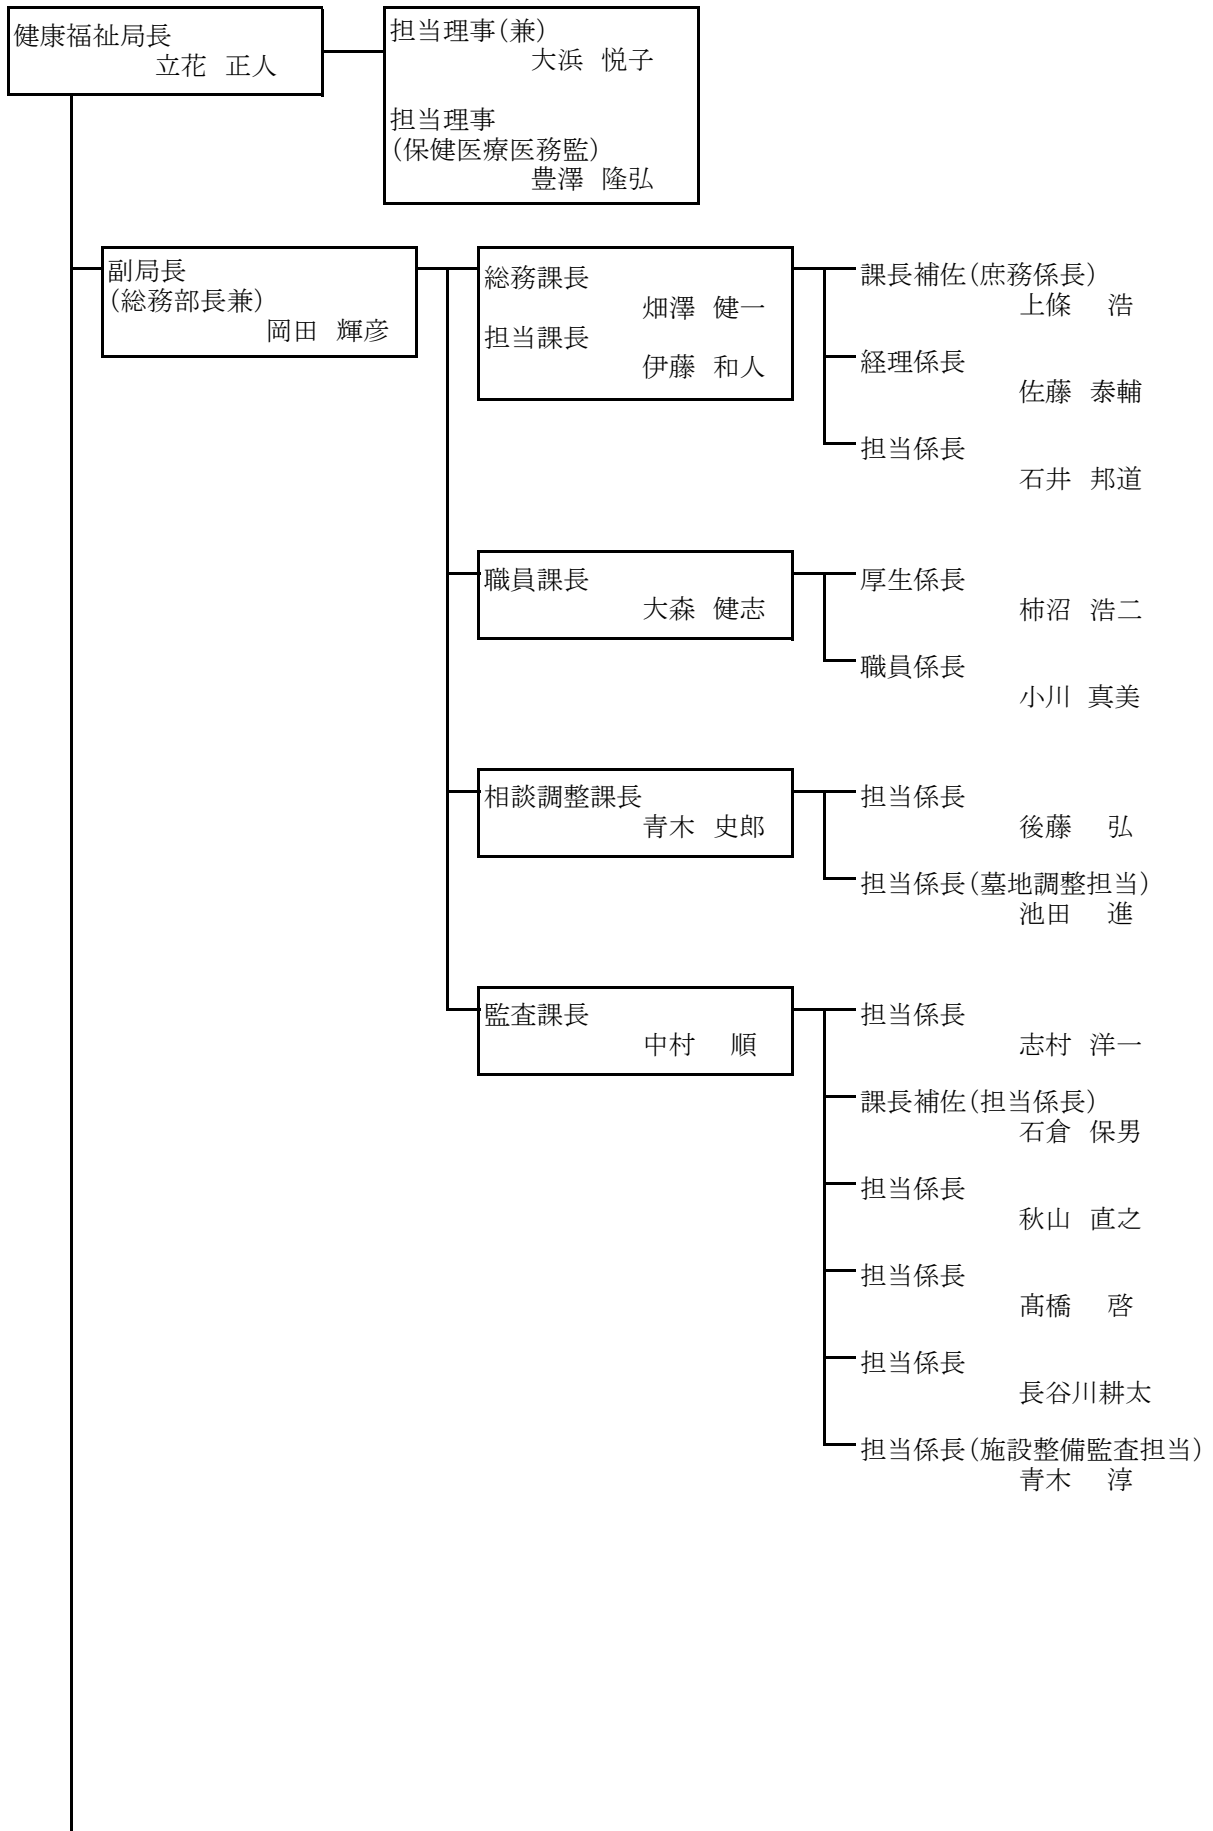 健康福祉局長
立花 正人
担当理事(兼)
大浜 悦子
担当理事
(保健医療医務監)
豊澤 隆弘
副局長
(総務部長兼)
岡田 輝彦
総務課長
畑澤 健一
担当課長
伊藤 和人
課長補佐(庶務係長)
上條 浩
経理係長
佐藤 泰輔
担当係長
石井 邦道
職員課長
大森 健志
厚生係長
柿沼 浩二
職員係長
小川 真美
相談調整課長
青木 史郎
担当係長
後藤 弘
担当係長(墓地調整担当)
池田 進
監査課長
中村 順
担当係長
志村 洋一
課長補佐(担当係長)
石倉 保男
担当係長
秋山 直之
担当係長
髙橋 啓
担当係長
長谷川耕太
担当係長(施設整備監査担当)
青木 淳